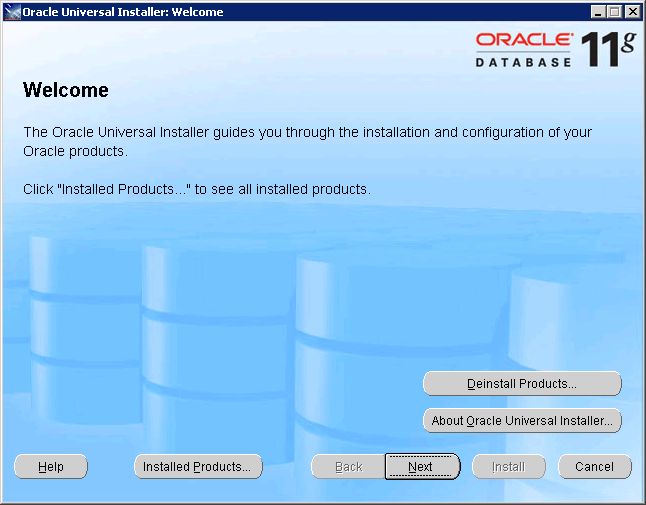 Oracle Universal Installer: Welcome
ORACLE
DATABASE 11g
Welcome
The Oracle Universal Installer guides you through the installation and configuration of your
Oracle products.
Click "Installed Products..." to see all installed products.
Deinstall Products...
About Oracle Universal Installer...
Help Installed Products... Back Next Install Cancel